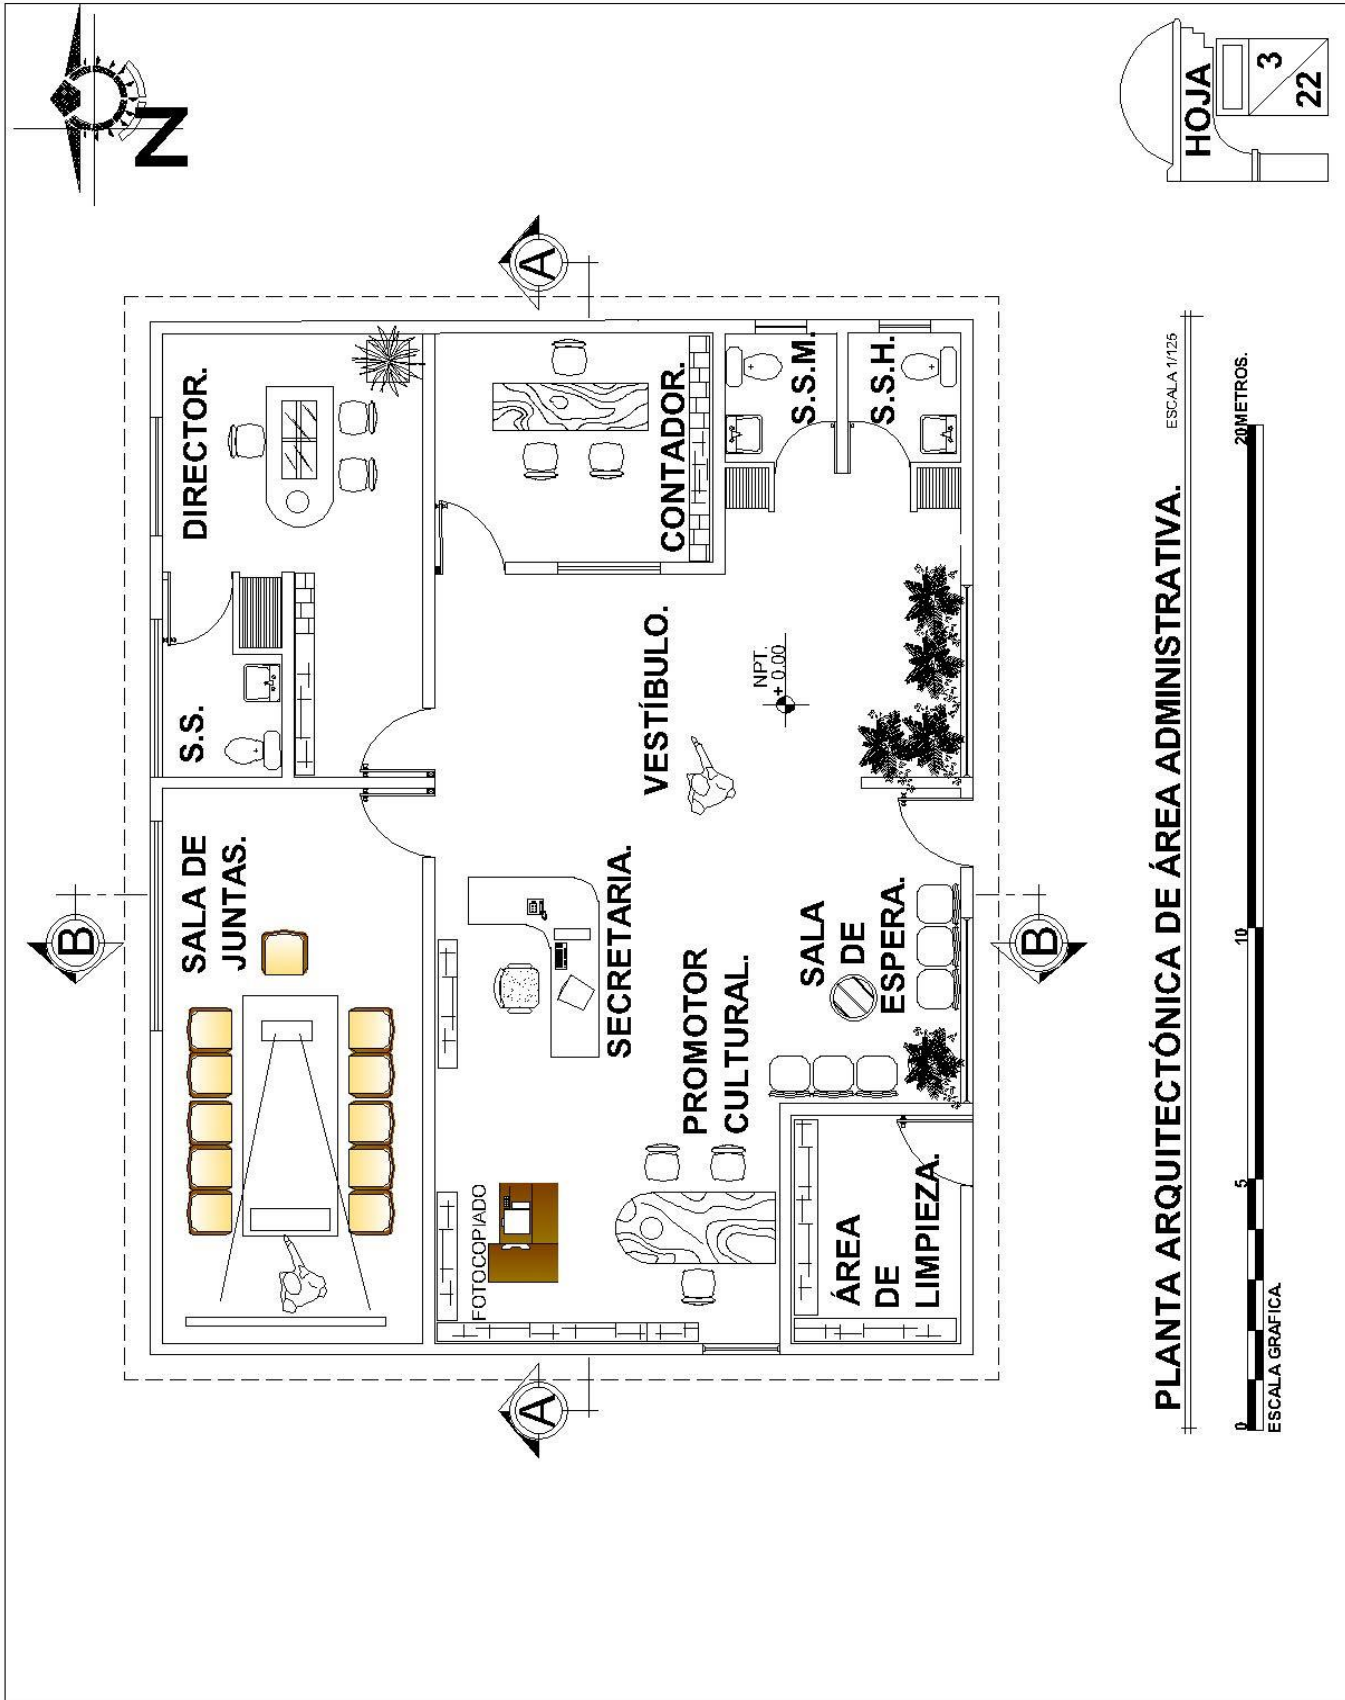 N
HOJA
3
22
A
DIRECTOR.
S.S.
SALA DE
JUNTAS.
B
CONTADOR.
S.S.M.
S.S.H.
VESTÍBULO.
NPT.
+ 0.00
SECRETARIA.
PROMOTOR
CULTURAL.
SALA
DE
ESPERA.
B
FOTOCOPIADO
ÁREA
DE
LIMPIEZA.
A
PLANTA ARQUITECTÓNICA DE ÁREA ADMINISTRATIVA.
ESCALA 1/125
0
5
10
20METROS.
ESCALA GRAFICA.